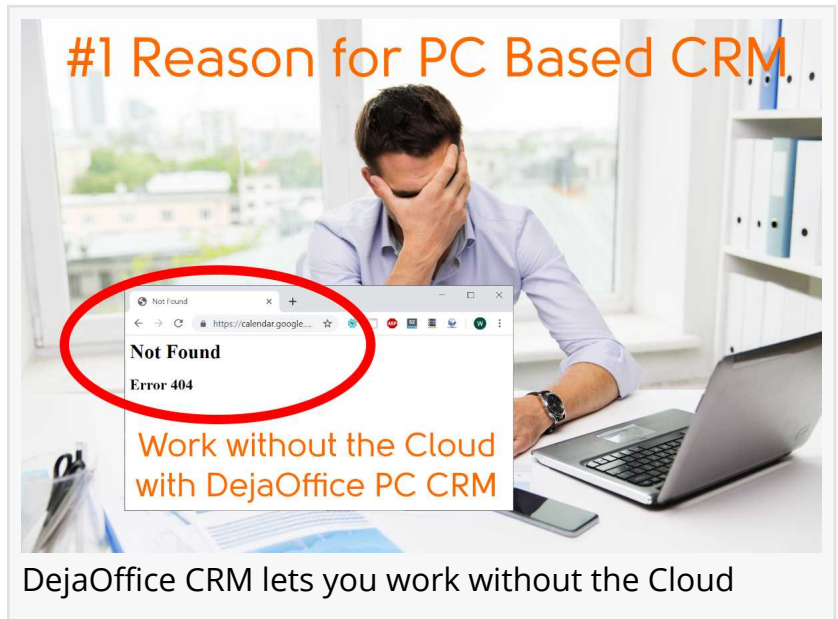 #1 Reason for PC Based CRM
Not Found
https://calendar.google....
Not Found
Error 404
Work without the Cloud
with DejaOffice PC CRM
DejaOffice CRM lets you work without the Cloud